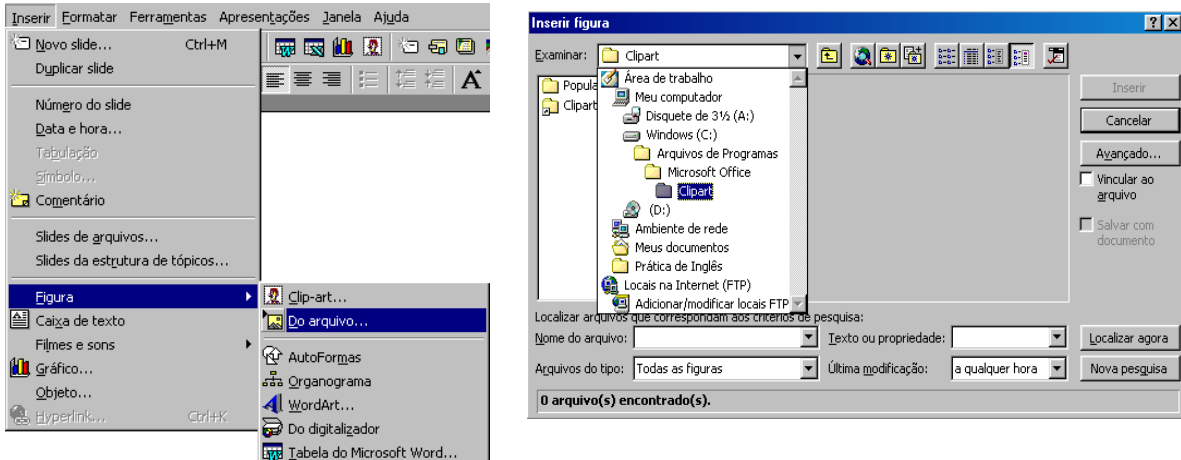 Inserir Formatar Ferramentas Apresentações Janela Ajuda
Novo slide... Ctrl+M
Duplicar slide
Número do slide
Data e hora...
Tabulação
Símbolo...
Comentário
Slides de arquivos...
Slides da estrutura de tópicos...
Figura
Caixa de texto
Filmes e sons
Gráfico...
Objeto...
Hyperlink... Ctrl+K
Clip-art...
Do arquivo...
AutoFormas
Organograma
WordArt...
Do digitalizador
Tabela do Microsoft Word...
Inserir figura
Examinar: Clipart
Popula
Clipart
Área de trabalho
Meu computador
Disquete de 3½ (A:)
Windows (C:)
Arquivos de Programas
Microsoft Office
Clipart
(D:)
Ambiente de rede
Meus documentos
Prática de Inglês
Locais na Internet (FTP)
Adicionar/modificar locais FTP
Inserir
Cancelar
Avançado...
Vincular ao
arquivo
Salvar com
documento
Localizar arquivos que correspondam aos critérios de pesquisa:
Nome do arquivo: Texto ou propriedade: Localizar agora
Arquivos do tipo: Todas as figuras Última modificação: a qualquer hora Nova pesquisa
0 arquivo(s) encontrado(s).